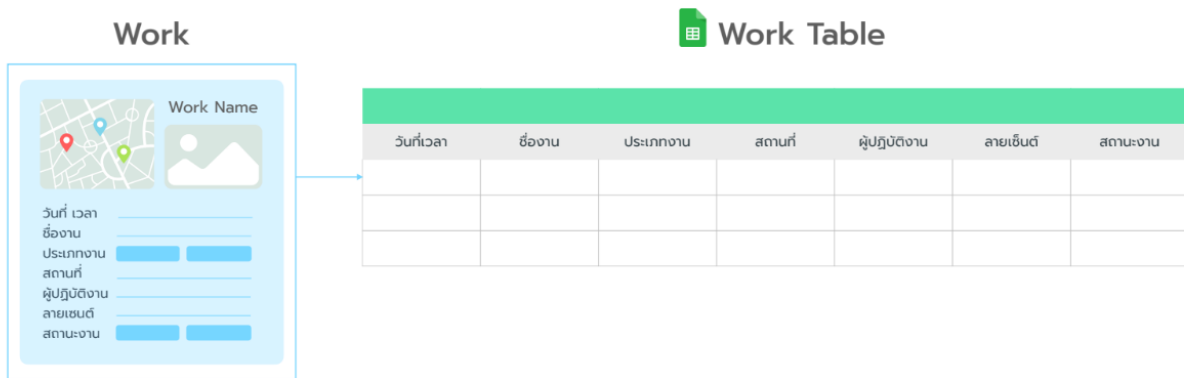 Work
Work Table
Work Name
วันที่ เวลา
ชื่องาน
ประเภทงาน
สถานที่
ผู้ปฏิบัติงาน
ลายเซนต์
สถานะงาน
วันที่เวลา ชื่องาน ประเภทงาน สถานที่ ผู้ปฏิบัติงาน ลายเซ็นต์ สถานะงาน